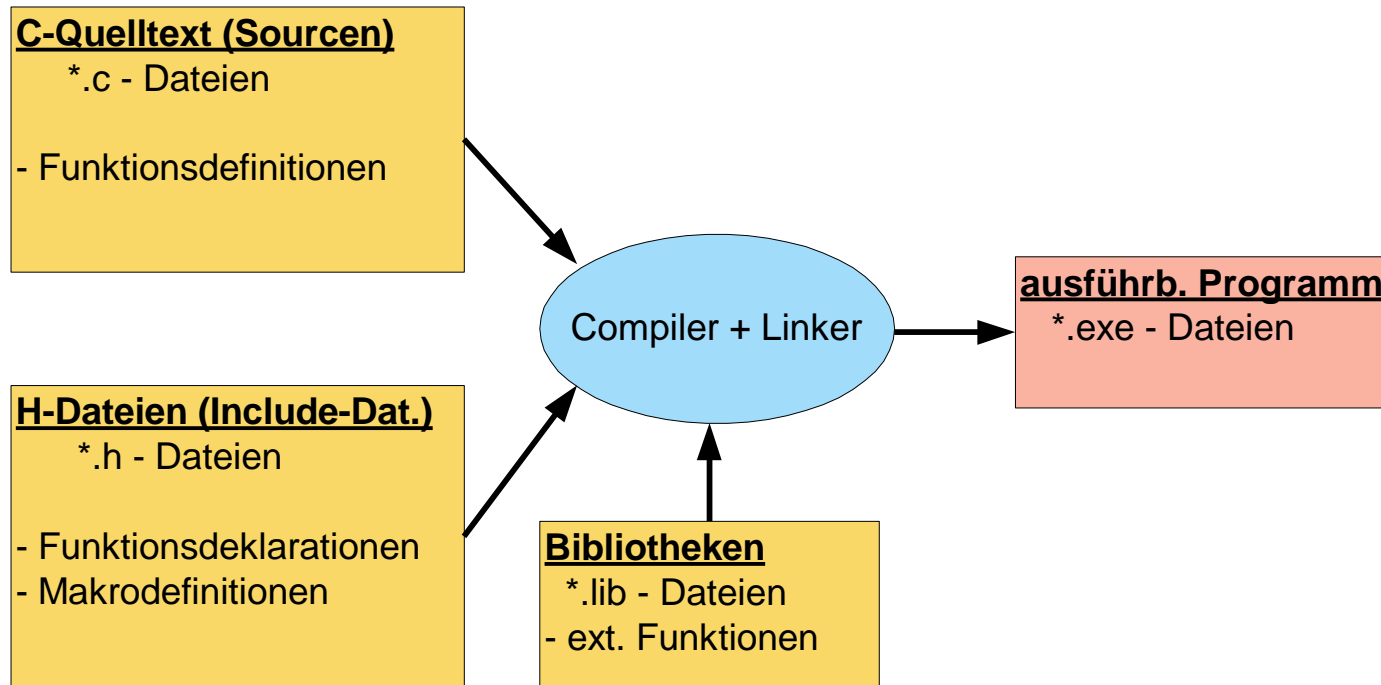 C-Quelltext (Sourcen)
*.c - Dateien
- Funktionsdefinitionen
H-Dateien (Include-Dat.)
*.h - Dateien
- Funktionsdeklarationen
- Makrodefinitionen
Compiler + Linker
Bibliotheken
*.lib - Dateien
- ext. Funktionen
ausführb. Programm
*.exe - Dateien